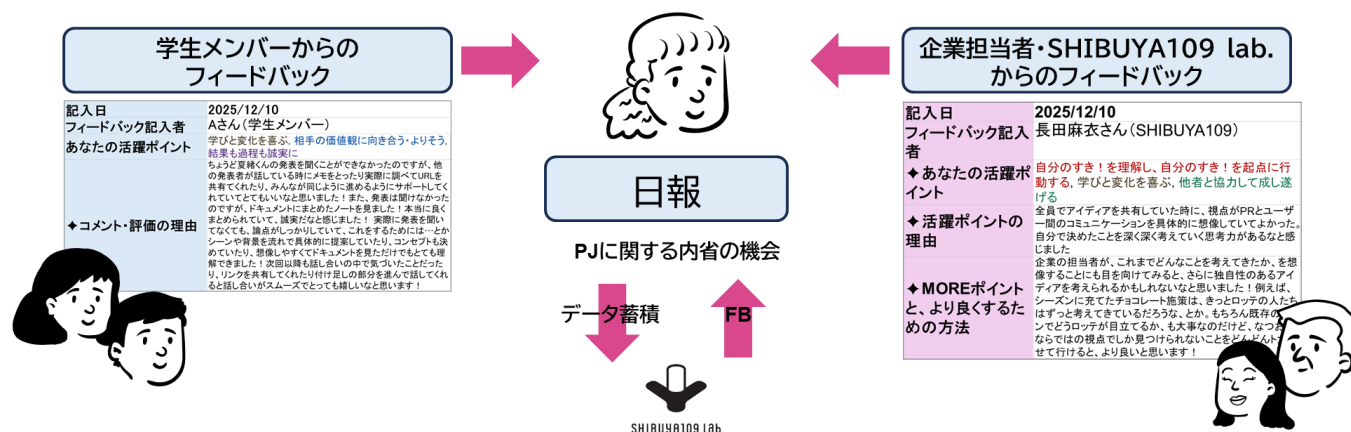 学生メンバーからの
フィードバック
記入日
2025/12/10
フィードバック記入者
Aさん(学生メンバー)
あなたの活躍ポイント
学びと変化を喜ぶ, 相手の価値観に向き合う・よりそう,
結果も過程も誠実に
✦コメント・評価の理由
ちょうど夏緒くんの発表を聞くことができなかったのですが、他
の発表者が話している時にメモをとったり実際に調べてURLを
共有てくれたり、みんなが同じように進めるようにサポートしてく
れていてとてもいいなと思いました！また、発表は聞けなかった
のですが、ドキュメントにまとめたノートを見ました！本当に良く
まとめられていて、誠実だなと感じました！ 実際に発表を聞い
てなくても、論点がしっかりしていて、これをするためには…とか
シーンや背景を流れで具体的に提案していたり、コンセプトも決
めていたり、想像しやすくてドキュメントを見ただけでもとても理
解できました！次回以降も話し合いの中で気づいたことだった
り、リンクを共有してくれたり付け足しの部分を進んで話してくれ
ると話し合いがスムーズでとっても嬉しいなと思います！
日報
PJに関する内省の機会
データ蓄積
FB
SHIBUYA109 lab.
企業担当者・SHIBUYA109 lab.
からのフィードバック
記入日
2025/12/10
フィードバック記入
者
長田麻衣さん(SHIBUYA109)
✦あなたの活躍ポ
イント
自分のすき！を理解し、自分のすき！を起点に行
動する, 学びと変化を喜ぶ, 他者と協力して成し遂
げる
✦活躍ポイントの
理由
全員でアイディアを共有していた時に、視点がPRとユーザ
ー間のコミュニケーションを具体的に想像していてよかった。
自分で決めたことを深く深く考えていく思考力があるなと感
じました
✦MOREポイント
と、より良くするた
めの方法
企業の担当者が、これまでどんなことを考えてきたか、を想
像することにも目を向けてみると、さらに独自性のあるアイ
ディアを考えられるかもしれないなと思いました！例えば、
シーズンに充てたチョコレート施策は、きっとロッテの人たち
はずっと考えてきているだろうな、とか。もちろん既存の
ンでどうロッテが目立てるか、も大事なのだけど、なつお
ならではの視点でしか見つけられないことをどんどん
せて行けると、より良いと思います！